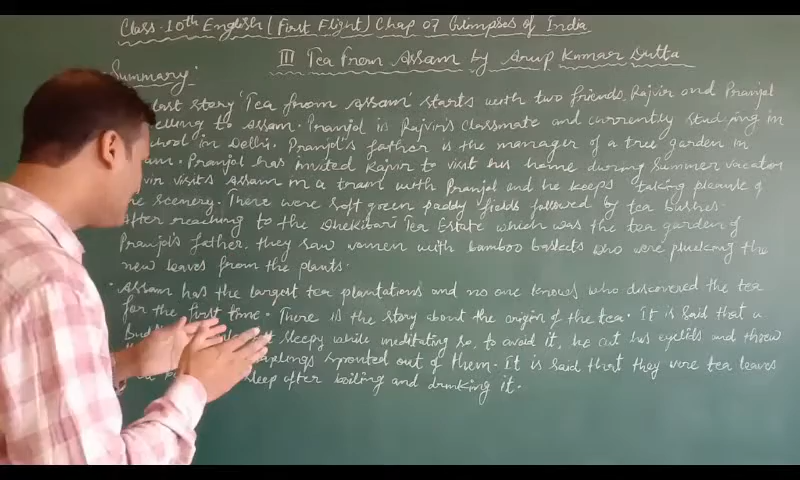 Class-10th English (First Flight) Chap 07 Glimpses of India
III Tea From Assam by Arup Kumar Dutta
Summary:
last story 'Tea from Assam' starts with two friends, Rajvir and Pranjol
to Assam. Pranjol is Rajvir's classmate and currently studying in
school in Delhi. Pranjol's father is the manager of a garden in
Pranjol has invited Rajvir to visit his home during summer vacation
visits Assam in a train with Pranjol and he keeps taking pleasure of
scenery. There were soft green paddy fields followed by tea bushes.
After reaching to the Dhekibari Tea Estate which was the tea garden of
Pranjol's father, they saw women with bamboo baskets who were plucking the
new leaves from the plants.
• Assam has the largest tea plantations and no one knows who discovered the tea
for the first time. There is the story about the origin of the tea. It is said that a
sleepy while meditating so, to avoid it, he cut his eyelids and threw
saplings sprouted out of them. It is said that they were tea leaves
sleep after boiling and drinking it.